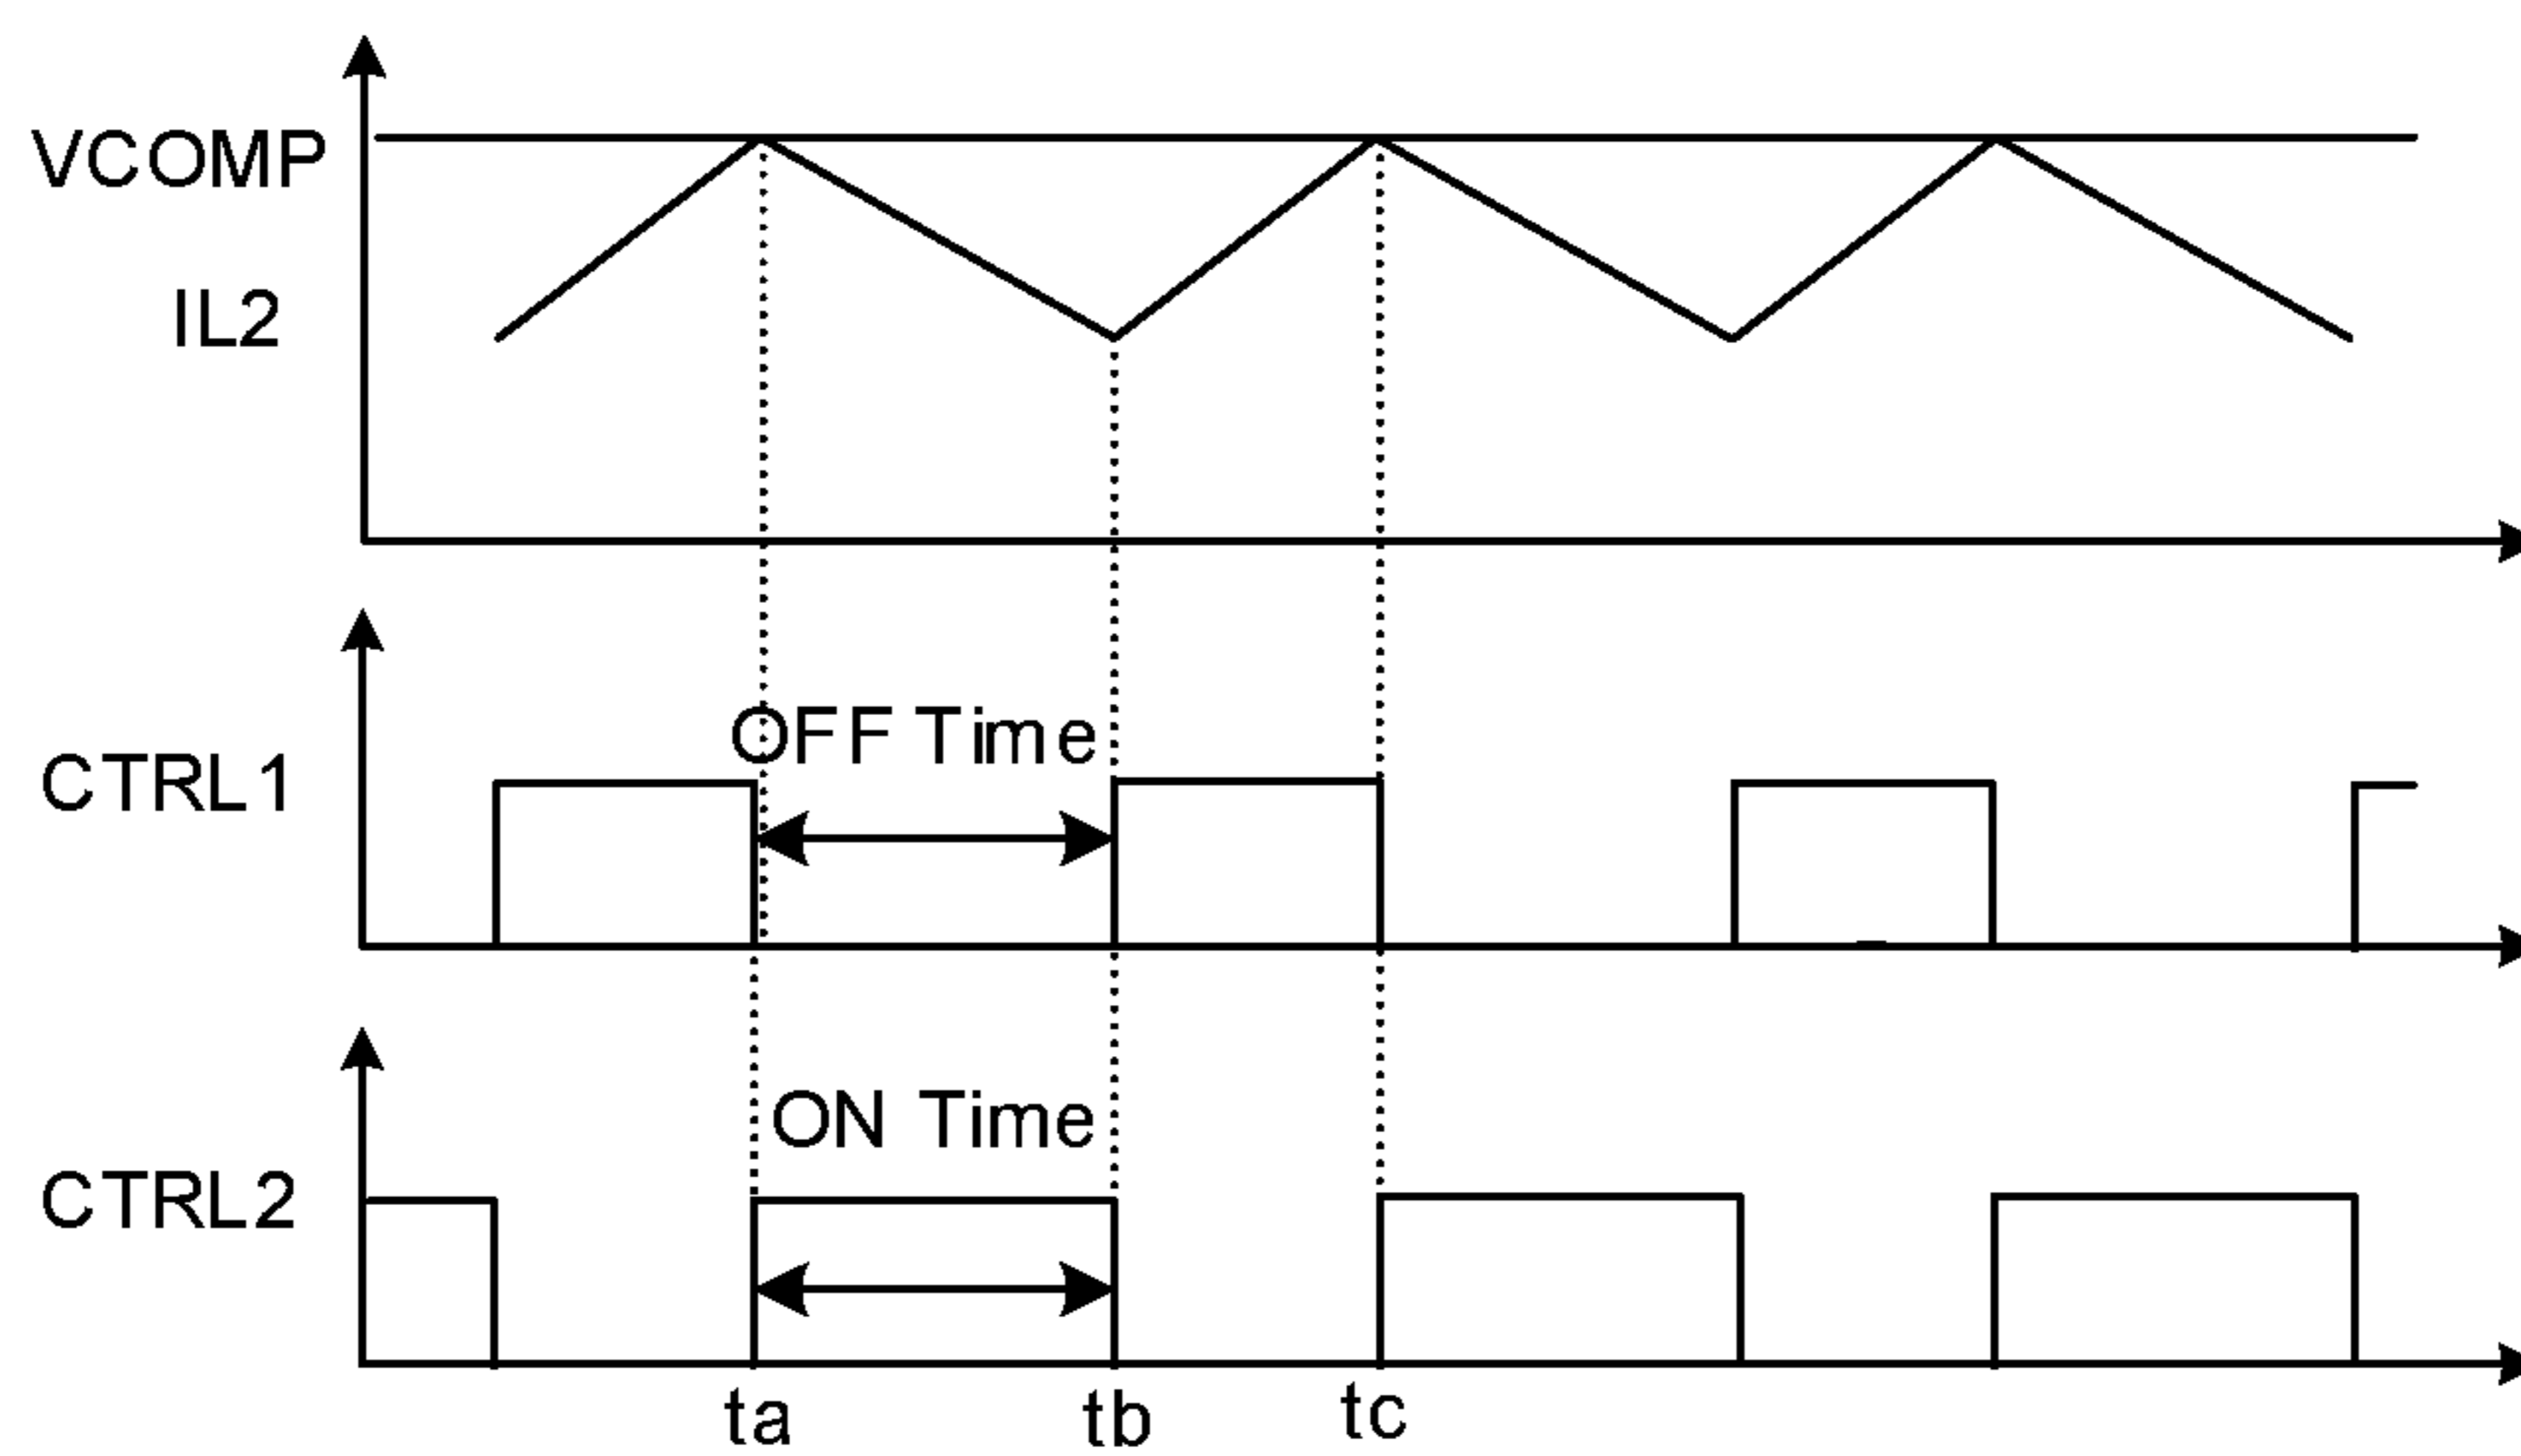 VCOMP
IL2
OFF Time
CTRL1
ON Time
CTRL2
ta tb tc